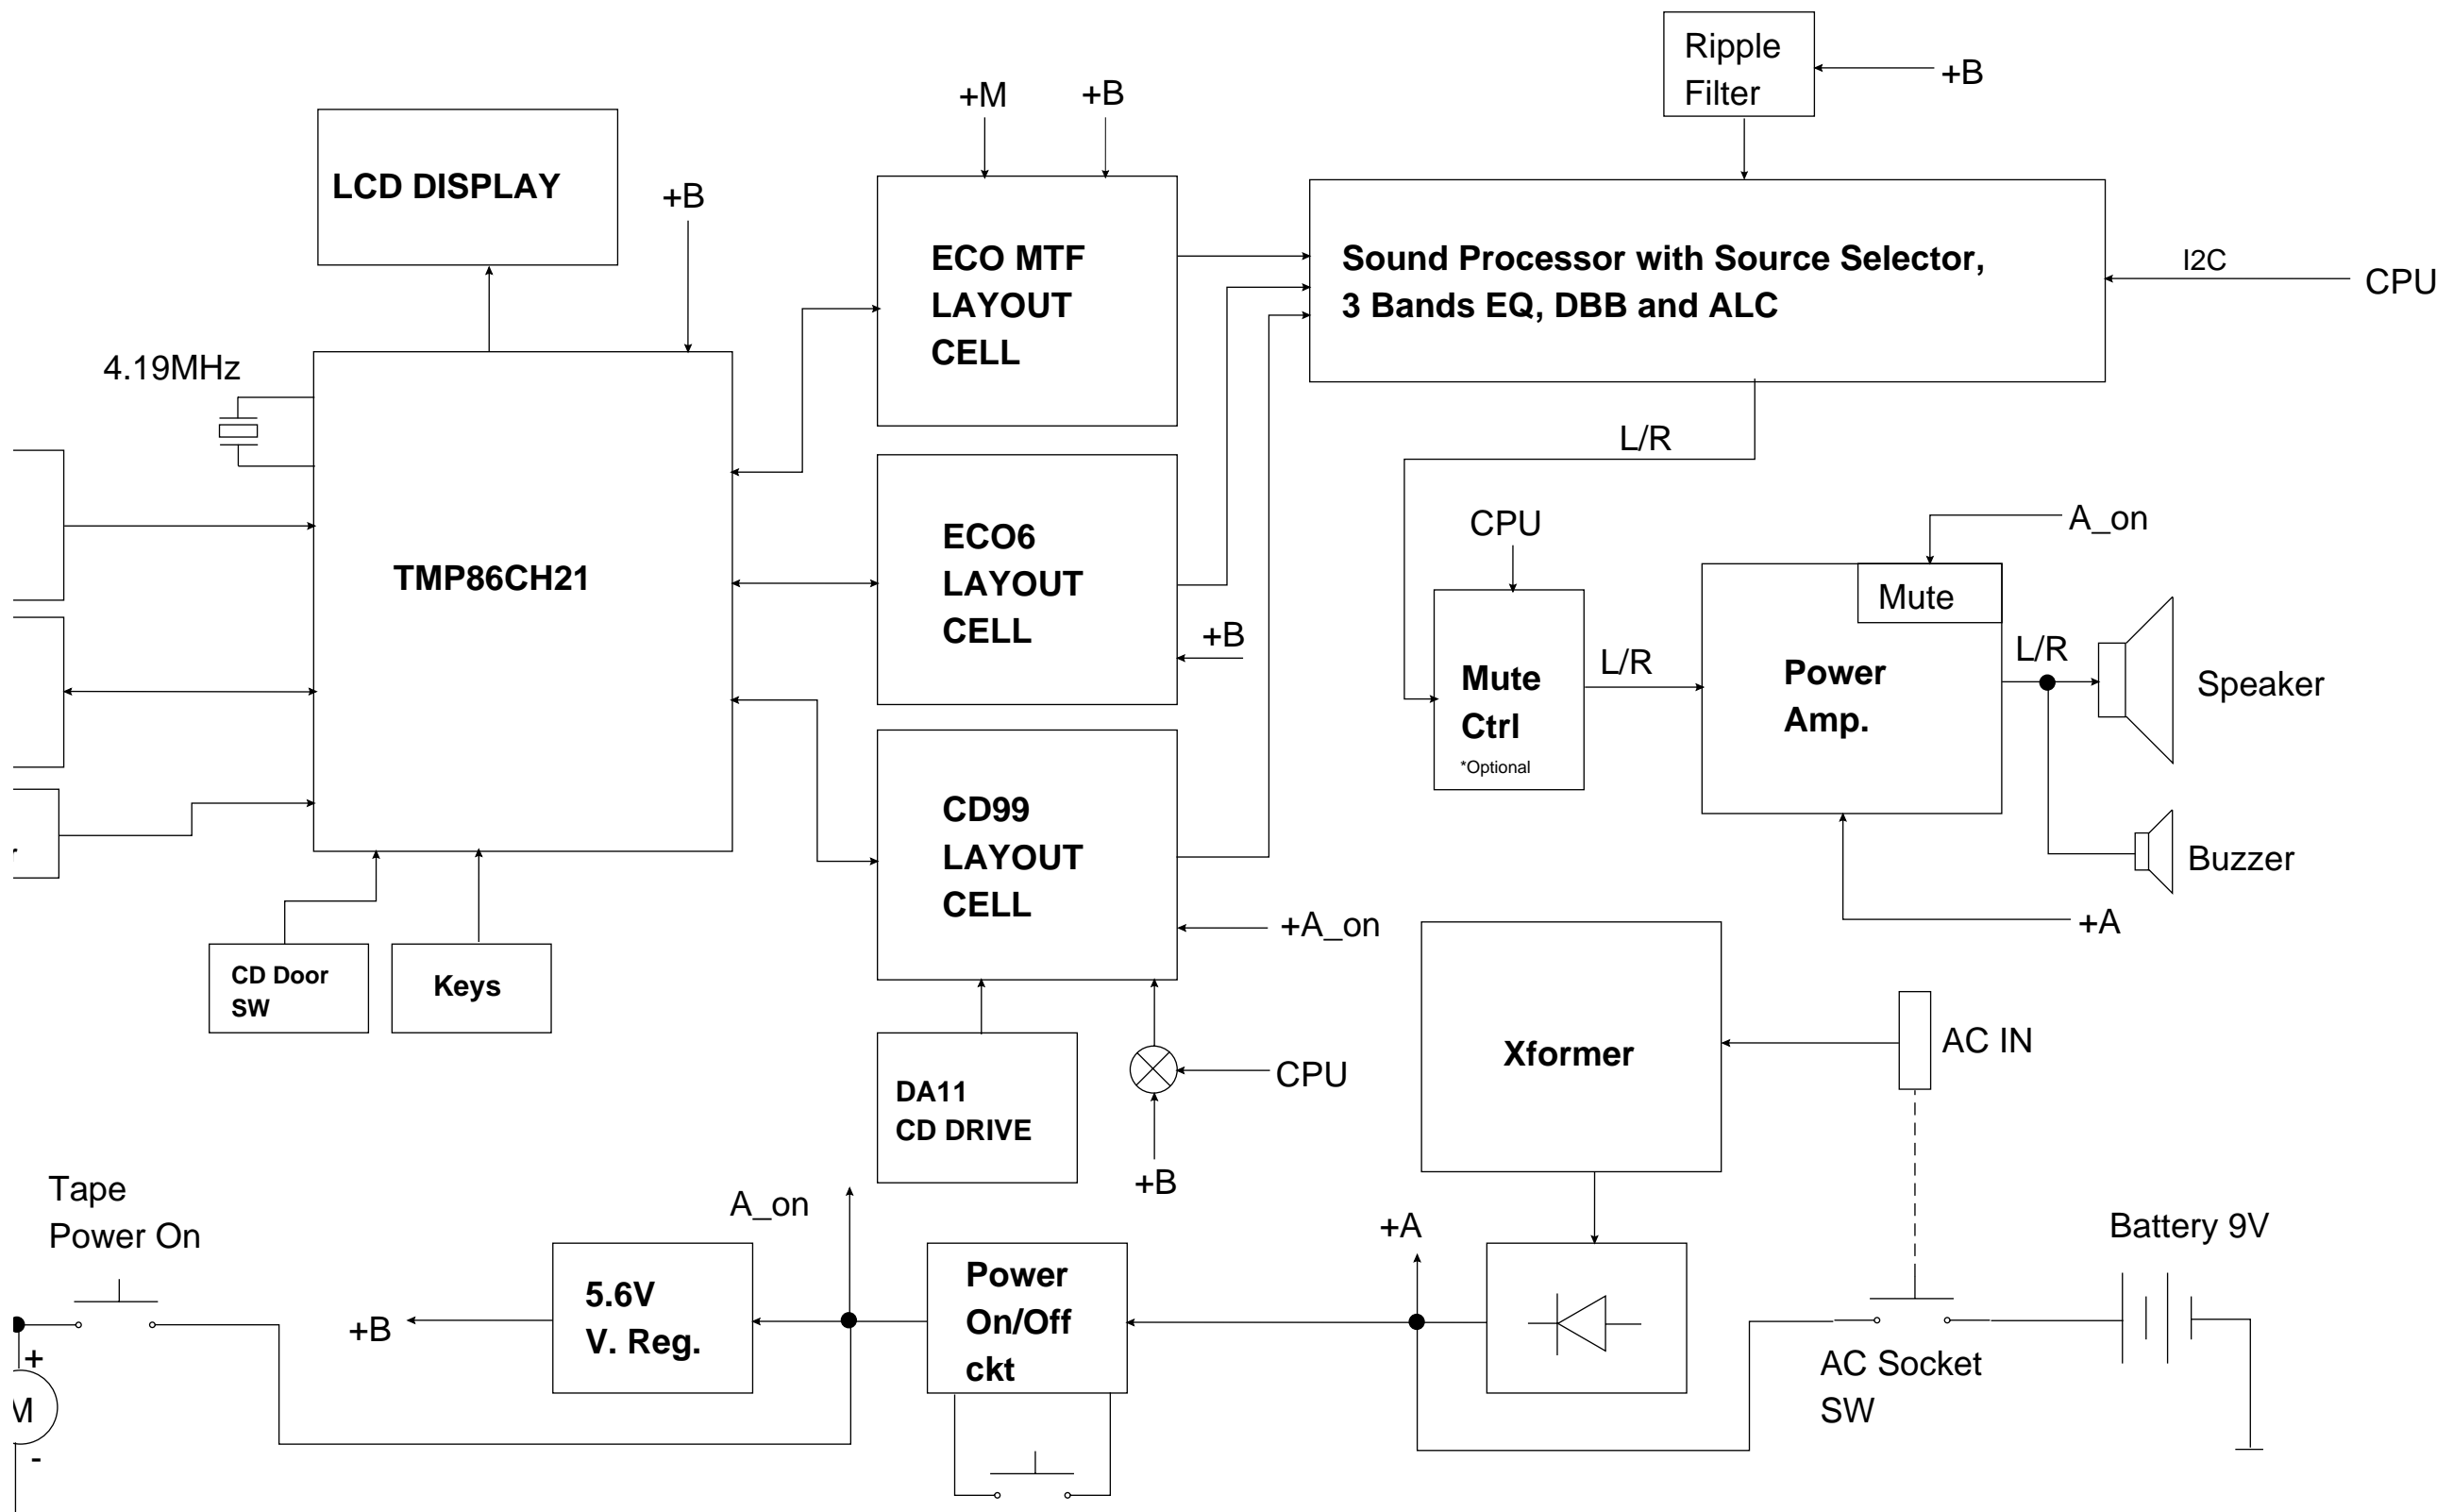 Ripple
Filter
+B
+M
+B
LCD DISPLAY
+B
ECO MTF
LAYOUT
CELL
Sound Processor with Source Selector,
3 Bands EQ, DBB and ALC
I2C
CPU
4.19MHz
L/R
TMP86CH21
ECO6
LAYOUT
CELL
+B
CPU
A_on
Mute
Mute
Ctrl
*Optional
L/R
Power
Amp.
L/R
Speaker
Buzzer
+A
CD99
LAYOUT
CELL
+A_on
r
CD Door
SW
Keys
DA11
CD DRIVE
CPU
+B
Xformer
AC IN
Tape
Power On
A_on
+A
Battery 9V
+B
5.6V
V. Reg.
Power
On/Off
ckt
AC Socket
SW
+
M
-